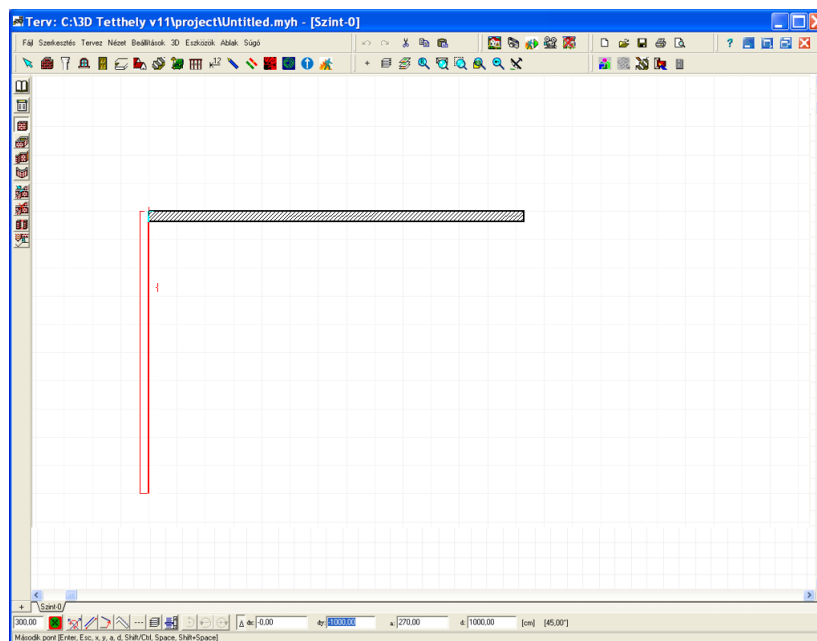 Terv: C:\3D Tetthely v11\project\Untitled.myh - [Szint-0]
Fájl Szerkesztés Tervez Nézet Beállítások 3D Eszközök Ablak Súgó
K12
+ Szint-0
300,00 Δ dx: -0,00 dy: -1000,00 a: 270,00 d: 1000,00 [cm] [45,00°]
Második pont [Enter, Esc, x, y, a, d, Shift/Ctrl, Space, Shift+Space]